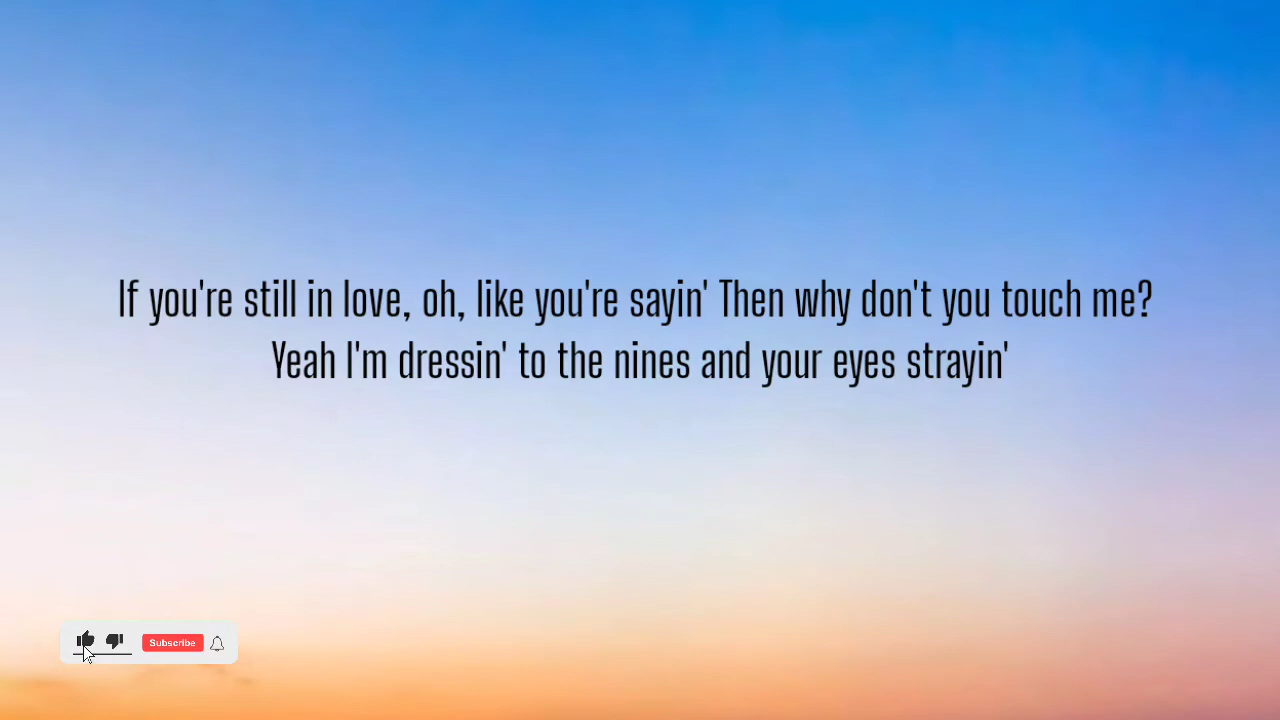 If you're still in love, oh, like you're sayin' Then why don't you touch me?
Yeah I'm dressin' to the nines and your eyes strayin'
Subscribe